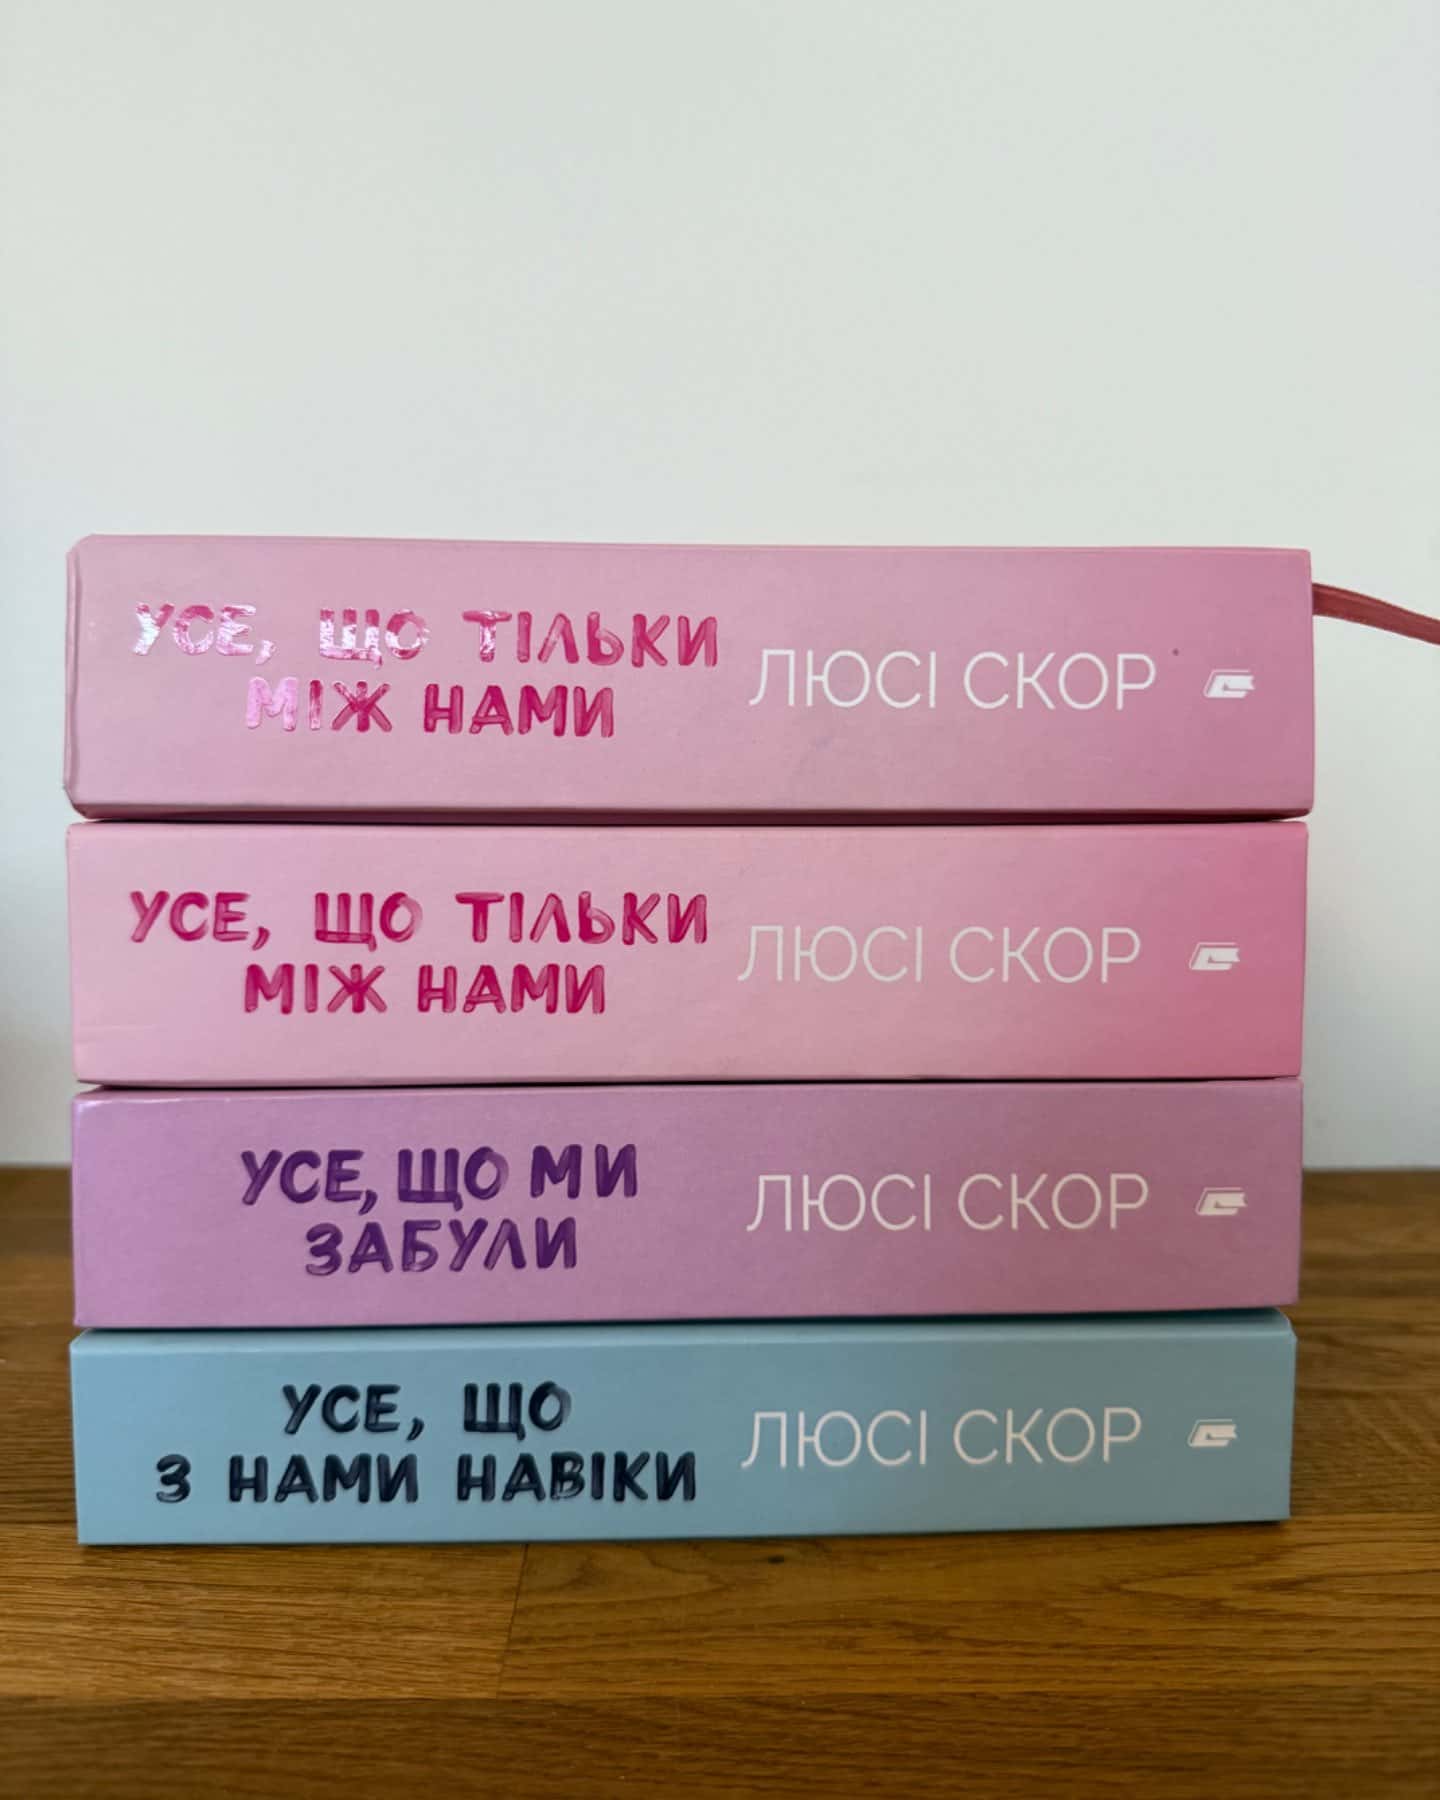 УСЕ, ЩО ТІЛЬКИ
МІЖ НАМИ
ЛЮСІ СКОР
УСЕ, ЩО ТІЛЬКИ
МІЖ НАМИ
ЛЮСІ СКОР
УСЕ, ЩО МИ
ЗАБУЛИ
ЛЮСІ СКОР
УСЕ, ЩО
З НАМИ НАВІКИ
ЛЮСІ СКОР